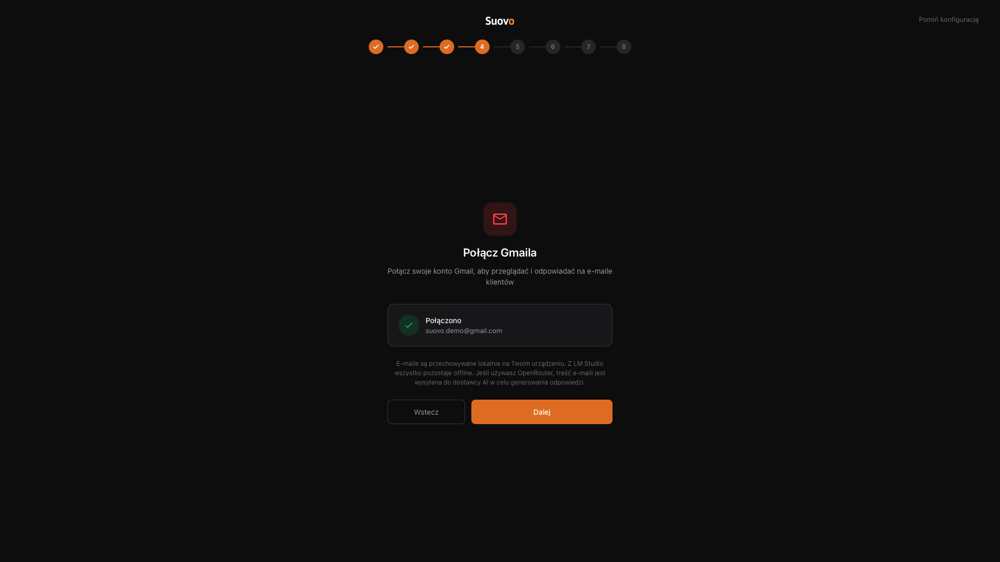 Suovo
Pomiń konfigurację
4 5 6 7 8
Połącz Gmaila
Połącz swoje konto Gmail, aby przeglądać i odpowiadać na e-maile
klientów
Połączono
suovo.demo@gmail.com
E-maile są przechowywane lokalnie na Twoim urządzeniu. Z LM Studio
wszystko pozostaje offline. Jeśli używasz OpenRouter, treść e-maili jest
wysyłana do dostawcy AI w celu generowania odpowiedzi.
Wstecz
Dalej